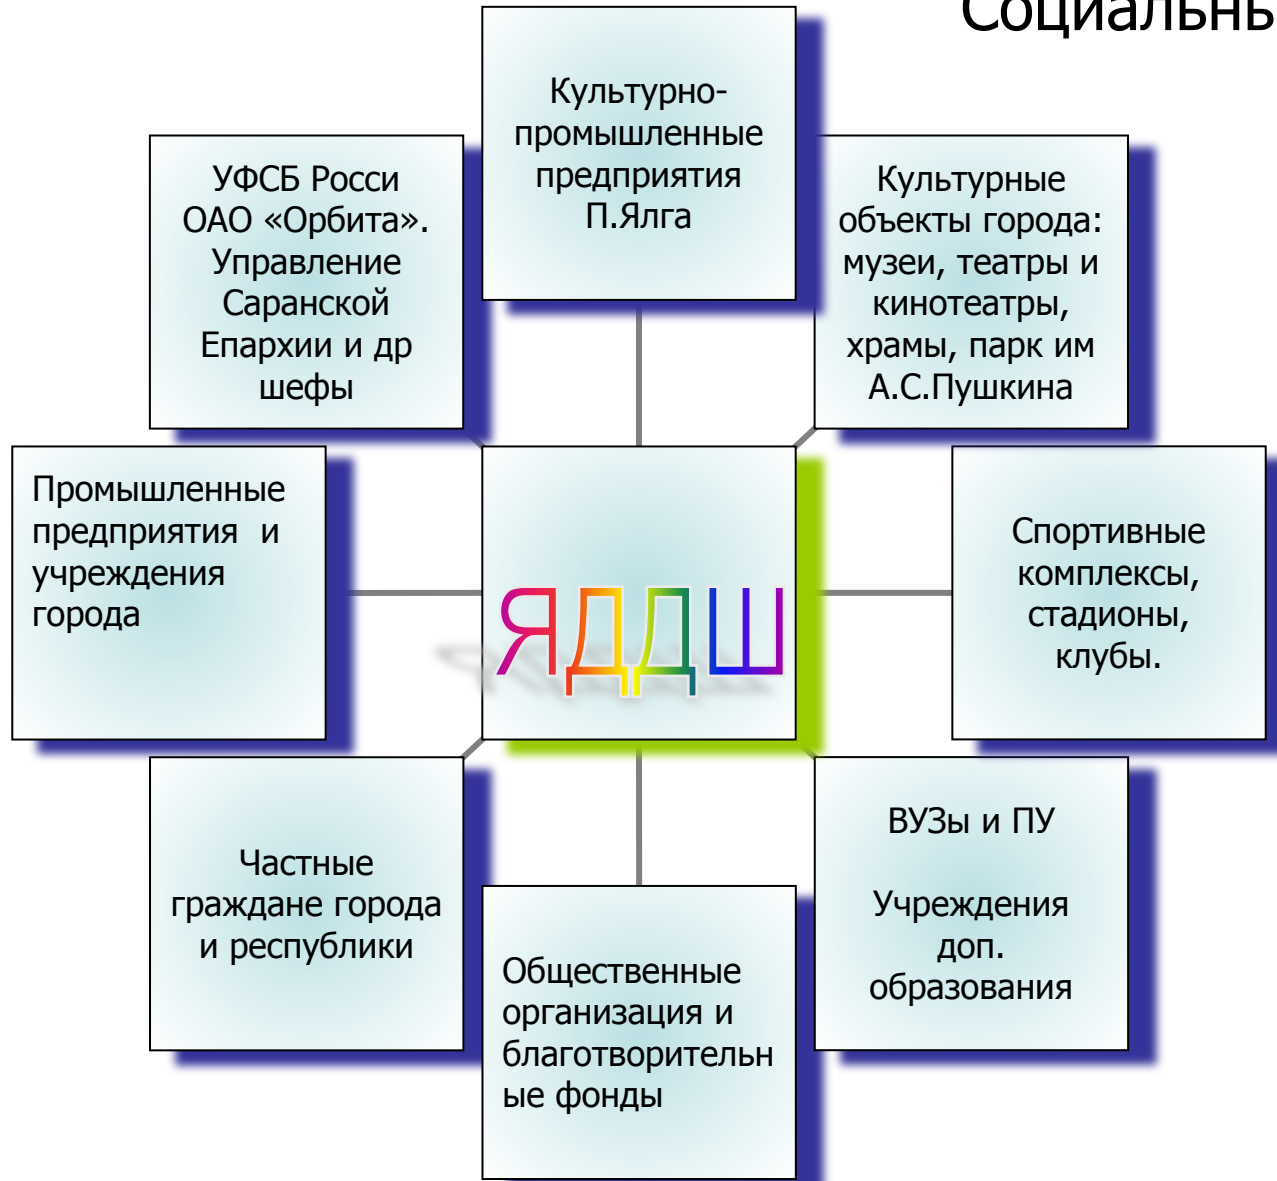 Социальны
Культурно-
промышленные
предприятия
П.Ялга
УФСБ Росси
ОАО «Орбита».
Управление
Саранской
Епархии и др
шефы
Культурные
объекты города:
музеи, театры и
кинотеатры,
храмы, парк им
А.С.Пушкина
Промышленные
предприятия и
учреждения
города
ЯДДШ
Спортивные
комплексы,
стадионы,
клубы.
Частные
граждане города
и республики
Общественные
организация и
благотворительн
ые фонды
ВУЗы и ПУ
Учреждения
доп.
образования